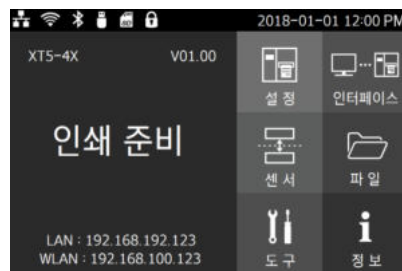 2018-01-01 12:00 PM
XT5-4X V01.00
인쇄 준비
LAN : 192.168.192.123
WLAN : 192.168.100.123
설 정
인터페이스
센 서
파 일
도 구
정 보